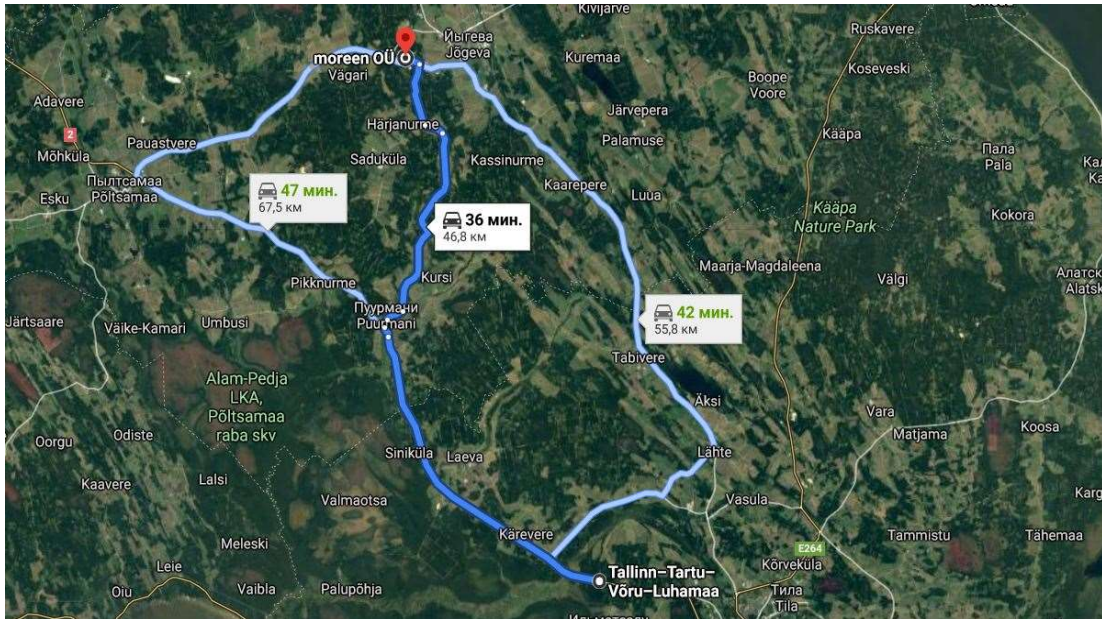 Kivijärve
Ruskavere
Йыгева
Jõgeva
moreen OÜ
Vägari
Kuremaa
Boope
Voore
Koseveski
Adavere
2
Järvepera
Härjanurme
Palamuse
Kääpa
Pauastvere
Mõhküla
Saduküla
Kassinurme
Пала
Pala
Пылтсамаа
Põltsamaa
Esku
Kaarepere
Luua
47 мин.
67,5 км
36 мин.
46,8 км
Kääpa
Nature Park
Kokora
Maarja-Magdaleena
Välgi
Алатск
Alatsk
Pikknurme
Kursi
Пуурмани
Puurmani
42 мин.
55,8 км
Järtsaare
Väike-Kamari
Umbusi
Tabivere
Alam-Pedja
LKA,
Põltsamaa
raba skv
Äksi
Vara
Matjama
Koosa
Oorgu
Odiste
Siniküla
Laeva
Lähte
Kaavere
Lalsi
Valmaotsa
Vasula
Karg
Kärevere
Meleski
Tammistu
Tähemaa
E264
Leie
Kõrveküla
Oiu
Vaibla
Palupõhja
Tallinn–Tartu–
Võru–Luhamaa
Тила
Tila